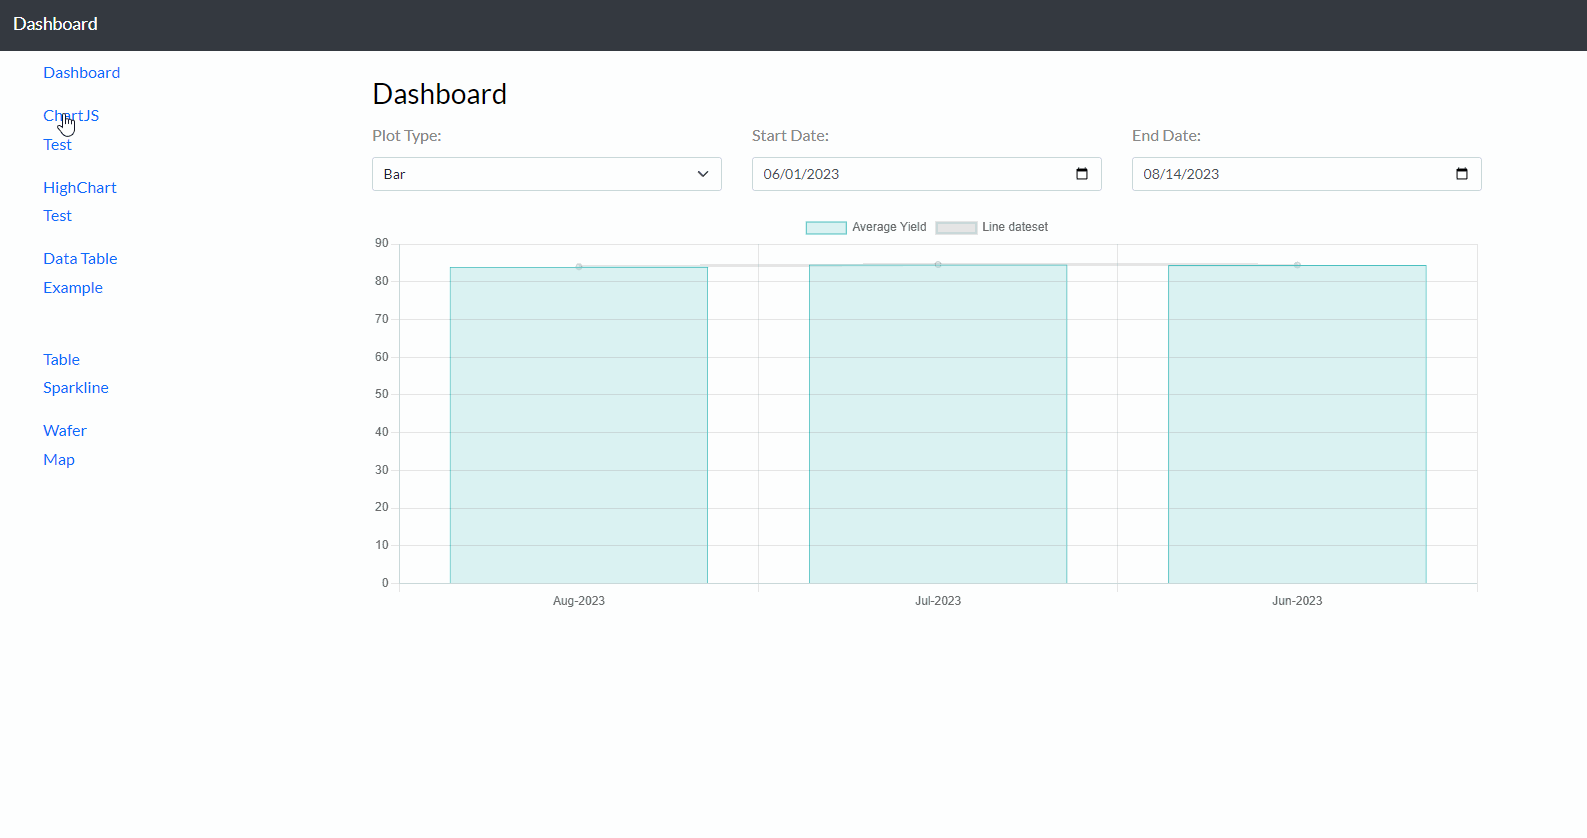 Dashboard
Dashboard
ChartJS
Test
HighChart
Test
Data Table
Example
Table
Sparkline
Wafer
Map
Dashboard
Plot Type: Start Date: End Date:
Bar 06/01/2023 08/14/2023
Average Yield Line dateset
90
80
70
60
50
40
30
20
10
0
Aug-2023 Jul-2023 Jun-2023